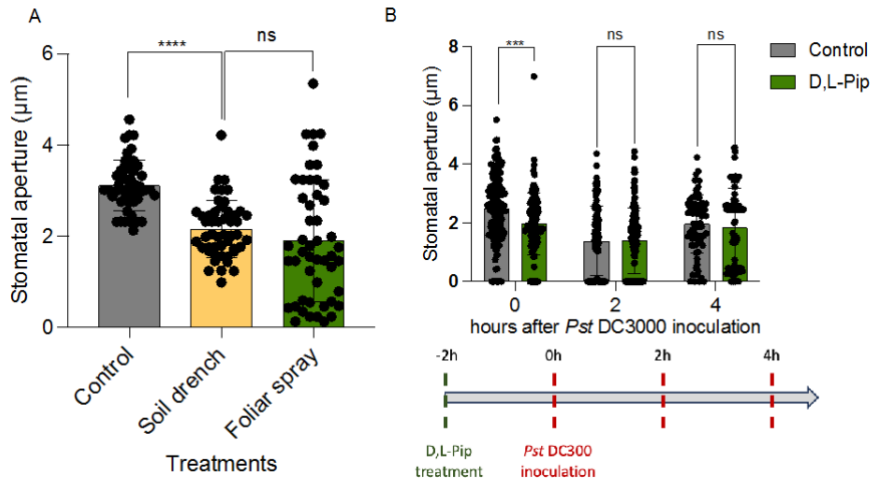 A
Stomatal aperture (µm)
6
4
2
0
****
ns
Control
Soil drench
Foliar spray
Treatments
B
Stomatal aperture (µm)
8
6
4
2
0
***
ns
ns
Control
D,L-Pip
0
2
4
hours after Pst DC3000 inoculation
-2h
0h
2h
4h
D,L-Pip
treatment
Pst DC300
inoculation